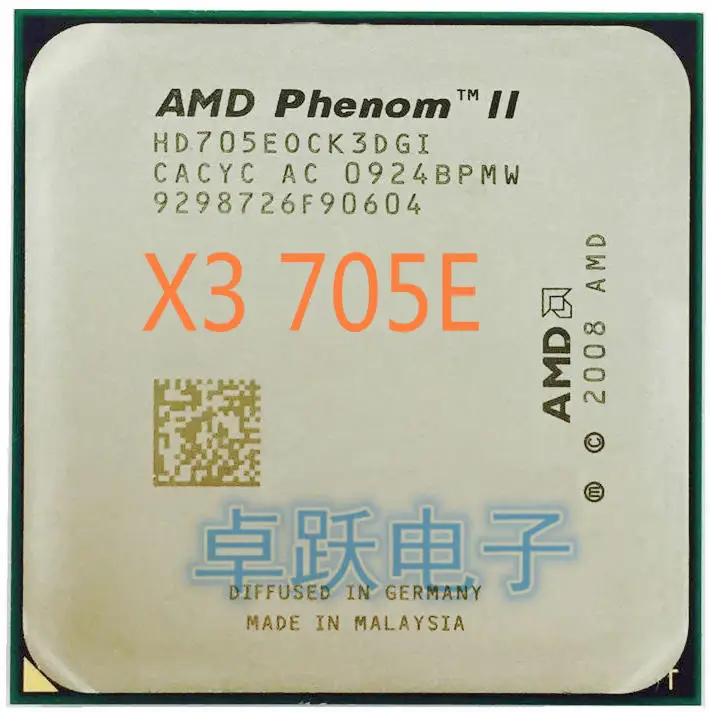 AMD Phenom™ II
HD705EOCK3DGI
CACYC AC 0924BPMW
9298726F90604
X3 705E
AMD
ⓜ © 2008 AMD
卓跃电子
DIFFUSED IN GERMANY
MADE IN MALAYSIA
T